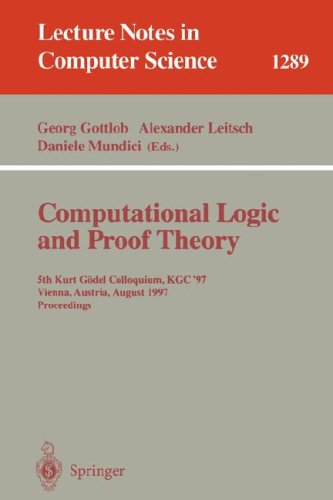 Lecture Notes in
Computer Science 1289
Georg Gottlob Alexander Leitsch
Daniele Mundici (Eds.)
Computational Logic
and Proof Theory
5th Kurt Gödel Colloquium, KGC '97
Vienna, Austria, August 1997
Proceedings
Springer